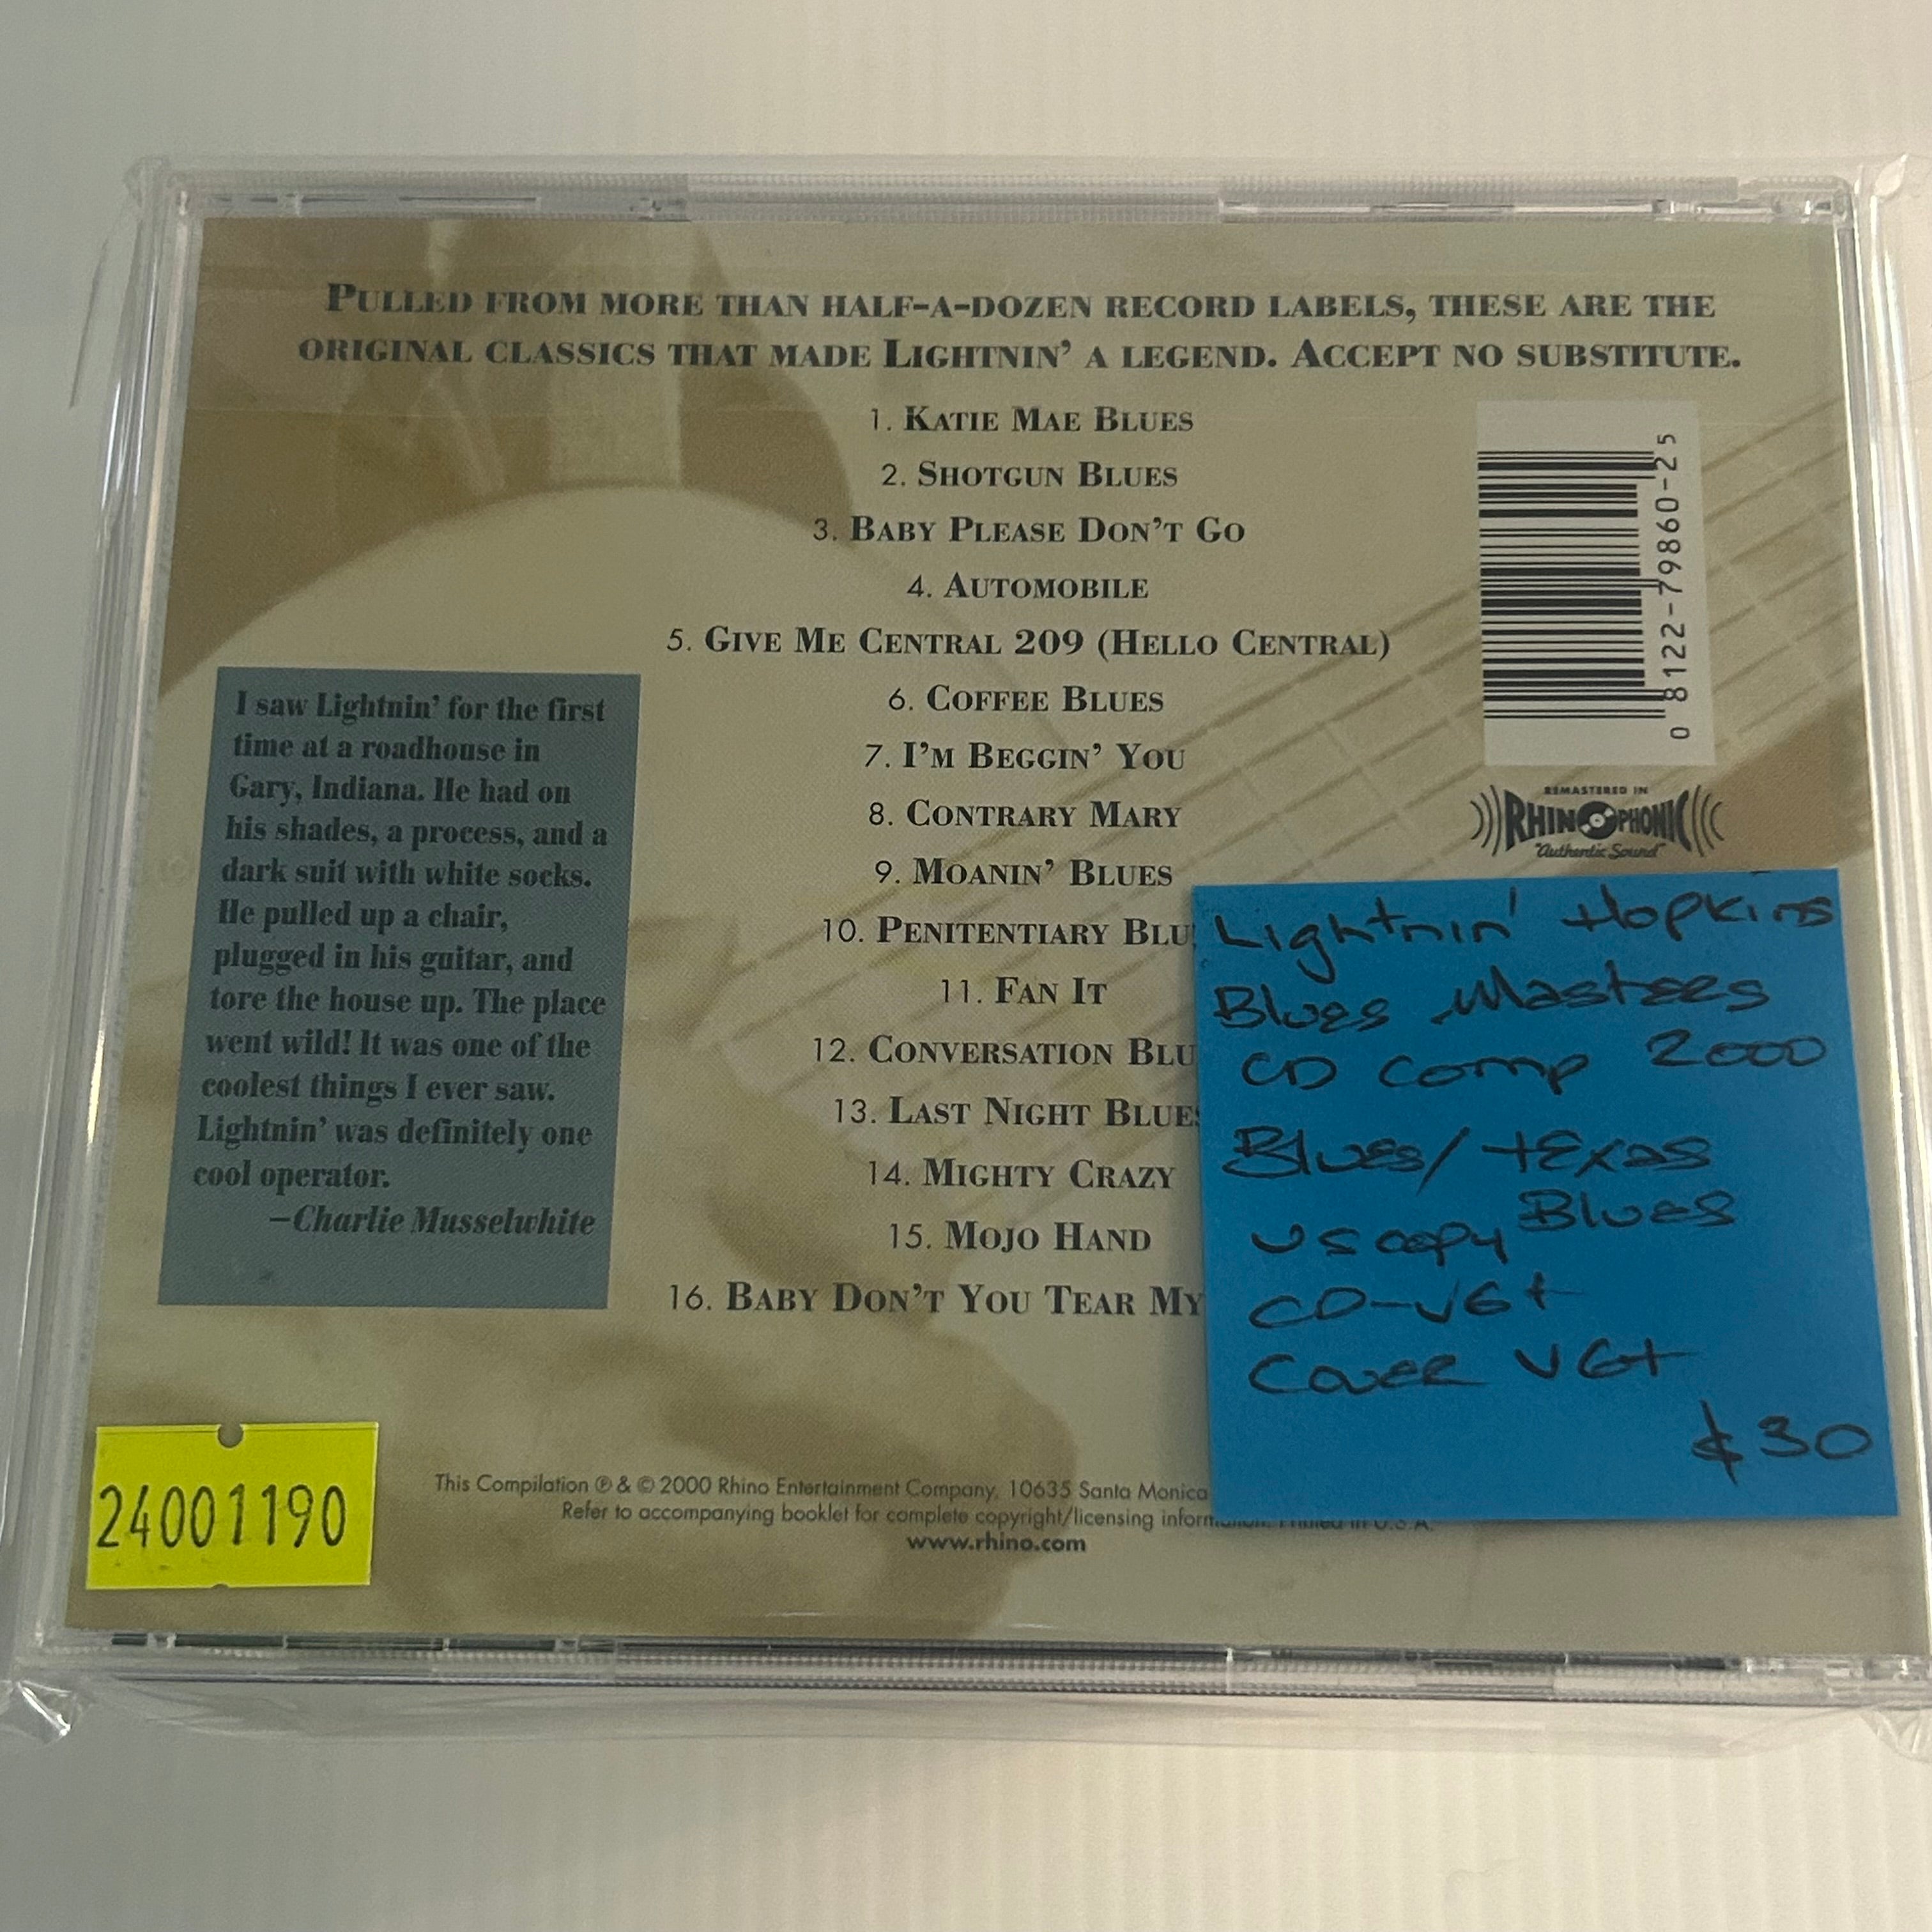 PULLED FROM MORE THAN HALF-A-DOZEN RECORD LABELS, THESE ARE THE
ORIGINAL CLASSICS THAT MADE LIGHTNIN' A LEGEND. ACCEPT NO SUBSTITUTE.
1. KATIE MAE BLUES
2. SHOTGUN BLUES
3. BABY PLEASE DON'T GO
4. AUTOMOBILE
5. GIVE ME CENTRAL 209 (HELLO CENTRAL)
6. COFFEE BLUES
7. I'M BEGGIN' YOU
8. CONTRARY MARY
9. MOANIN' BLUES
10. PENITENTIARY BLU
11. FAN IT
12. CONVERSATION BLU
13. LAST NIGHT BLUES
14. MIGHTY CRAZY
15. MOJO HAND
16. BABY DON'T YOU TEAR MY
I saw Lightnin' for the first
time at a roadhouse in
Gary, Indiana. He had on
his shades, a process, and a
dark suit with white socks.
He pulled up a chair,
plugged in his guitar, and
tore the house up. The place
went wild! It was one of the
coolest things I ever saw.
Lightnin' was definitely one
cool operator.
–Charlie Musselwhite
0 8122-79860-2 5
REMASTERED IN
RHINOPHONIC
"Authentic Sound"
Lightnin' Hopkins
Blues Masters
CD Comp 2000
Blues/Texas
Blues
US copy
CD-VG+
Cover VG+
$30
24001190
This Compilation ℗ & © 2000 Rhino Entertainment Company, 10635 Santa Monica
Refer to accompanying booklet for complete copyright/licensing information. Printed in U.S.A.
www.rhino.com